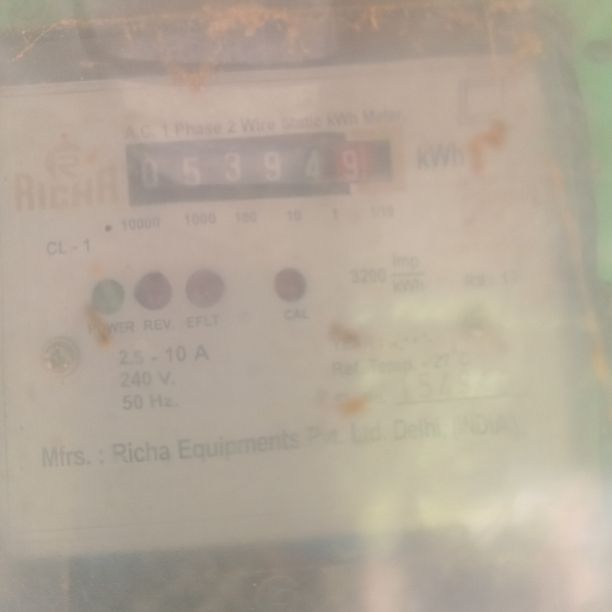 A.C. 1 Phase 2 Wire Static kWh Meter
RICHA
0 5 3 9 4 9 kWh
10000 1000 100 10 1 1/10
CL - 1
3200 imp/kWh
POWER REV. EFLT CAL
2.5 - 10 A
240 V.
Ref. Temp. - 27°C
50 Hz.
Mfrs. : Richa Equipments Pvt. Ltd. Delhi, (INDIA)